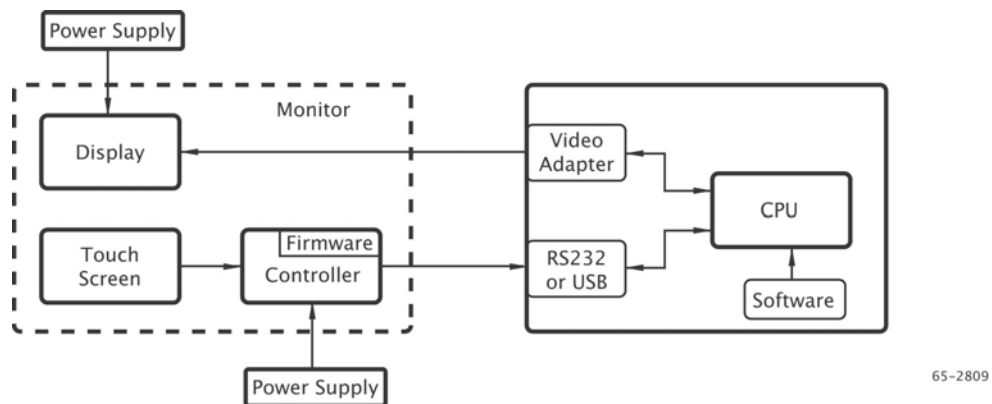 Power Supply
Monitor
Display
Video
Adapter
CPU
Touch
Screen
Firmware
Controller
RS232
or USB
Software
Power Supply
65-2809